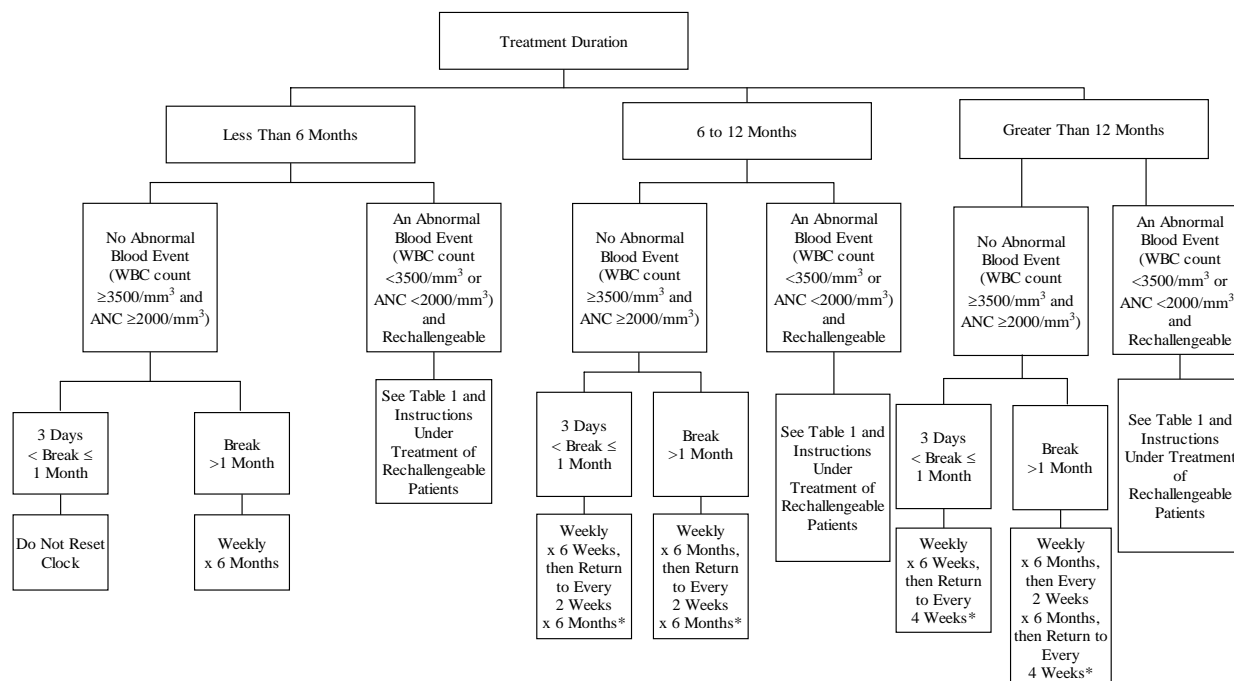 Treatment Duration
Less Than 6 Months
6 to 12 Months
Greater Than 12 Months
No Abnormal
Blood Event
(WBC count
≥3500/mm³ and
ANC ≥2000/mm³)
An Abnormal
Blood Event
(WBC count
<3500/mm³ or
ANC <2000/mm³)
and
Rechallengeable
No Abnormal
Blood Event
(WBC count
≥3500/mm³ and
ANC ≥2000/mm³)
An Abnormal
Blood Event
(WBC count
<3500/mm³ or
ANC <2000/mm³)
and
Rechallengeable
No Abnormal
Blood Event
(WBC count
≥3500/mm³ and
ANC ≥2000/mm³)
An Abnormal
Blood Event
(WBC count
<3500/mm³ or
ANC <2000/mm³
and
Rechallengeable
3 Days
< Break ≤
1 Month
Break
>1 Month
See Table 1 and
Instructions
Under
Treatment of
Rechallengeable
Patients
3 Days
< Break ≤
1 Month
Break
>1 Month
See Table 1 and
Instructions
Under
Treatment of
Rechallengeable
Patients
3 Days
< Break ≤
1 Month
Break
>1 Month
See Table 1 and
Instructions
Under Treatment
of
Rechallengeable
Patients
Do Not Reset
Clock
Weekly
x 6 Months
Weekly
x 6 Weeks,
then Return
to Every
2 Weeks
x 6 Months*
Weekly
x 6 Months,
then Return
to Every
2 Weeks
x 6 Months*
Weekly
x 6 Weeks,
then Return
to Every
4 Weeks*
Weekly
x 6 Months,
then Every
2 Weeks
x 6 Months,
then Return to
Every
4 Weeks*